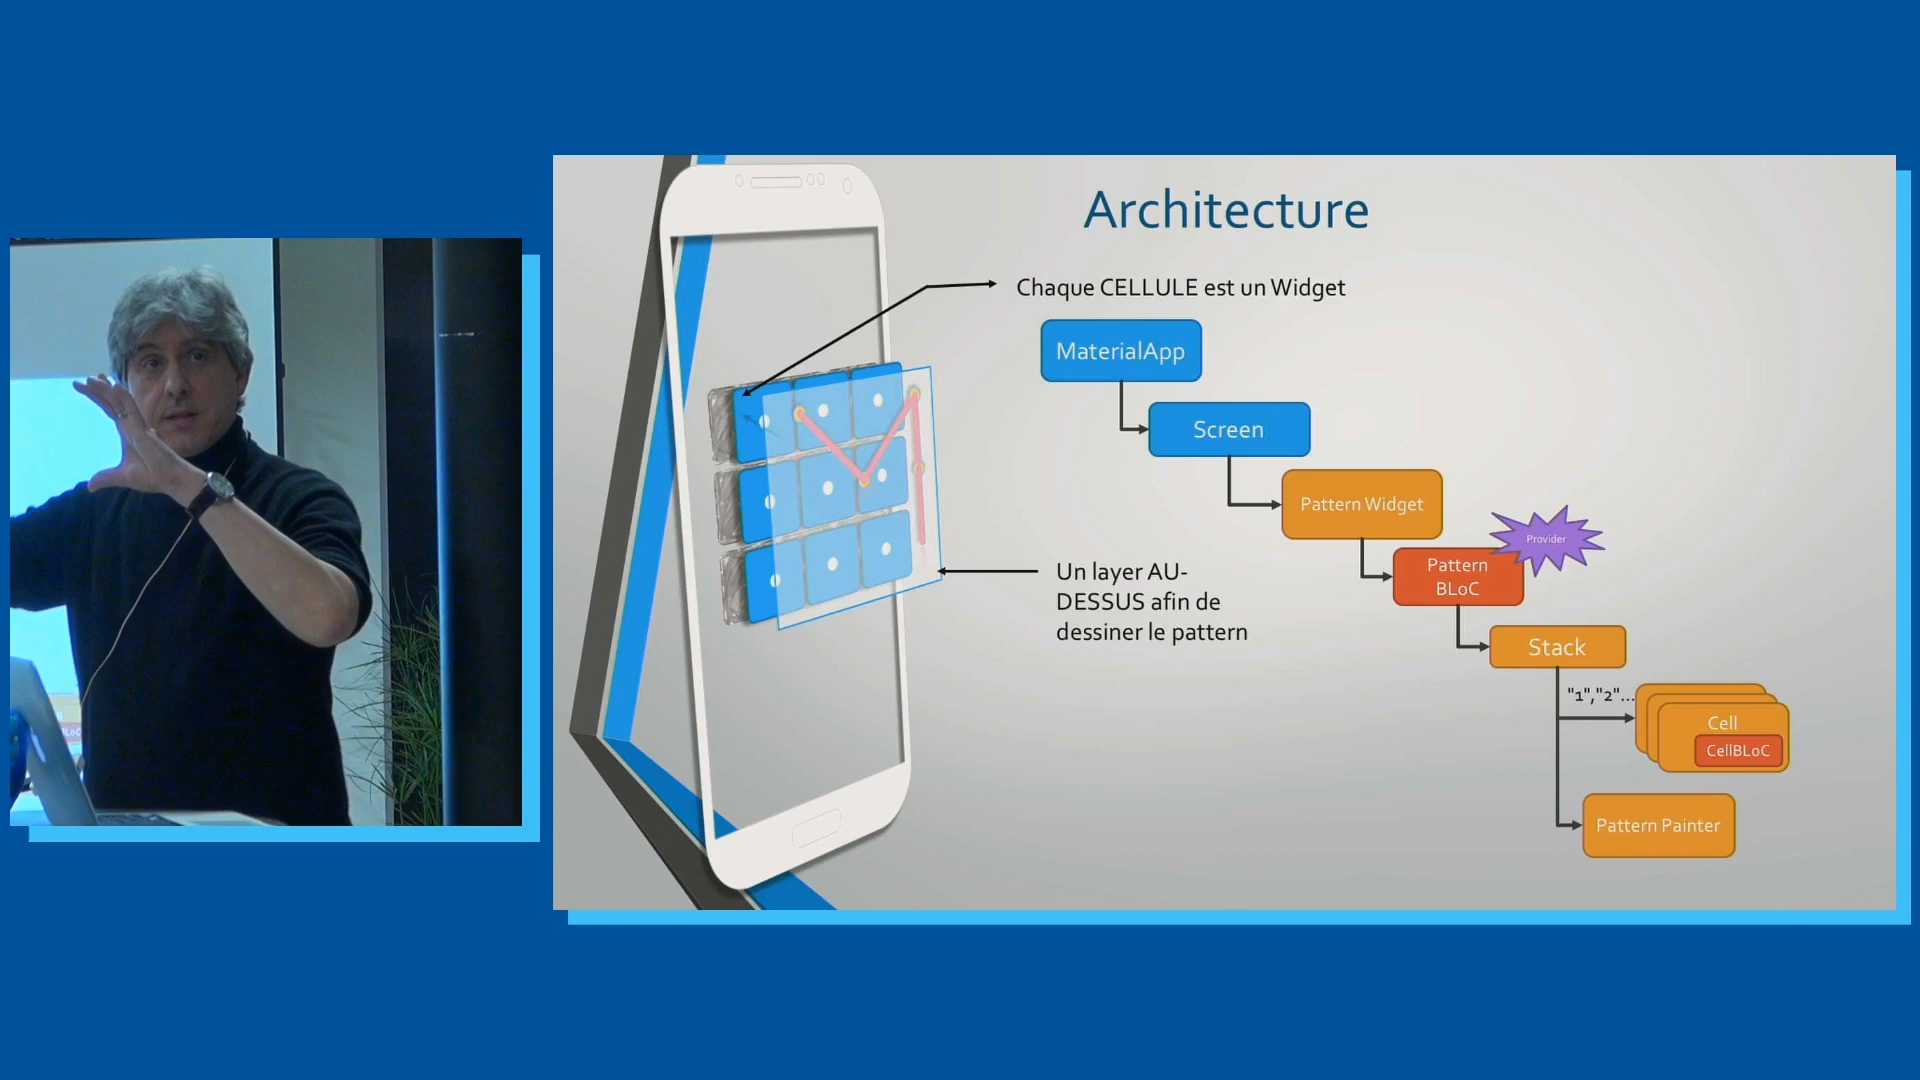 Architecture
Chaque CELLULE est un Widget
MaterialApp
Screen
Pattern Widget
Provider
Pattern
BLoC
Un layer AU-
DESSUS afin de
dessiner le pattern
Stack
"1","2"...
Cell
CellBLoC
Pattern Painter